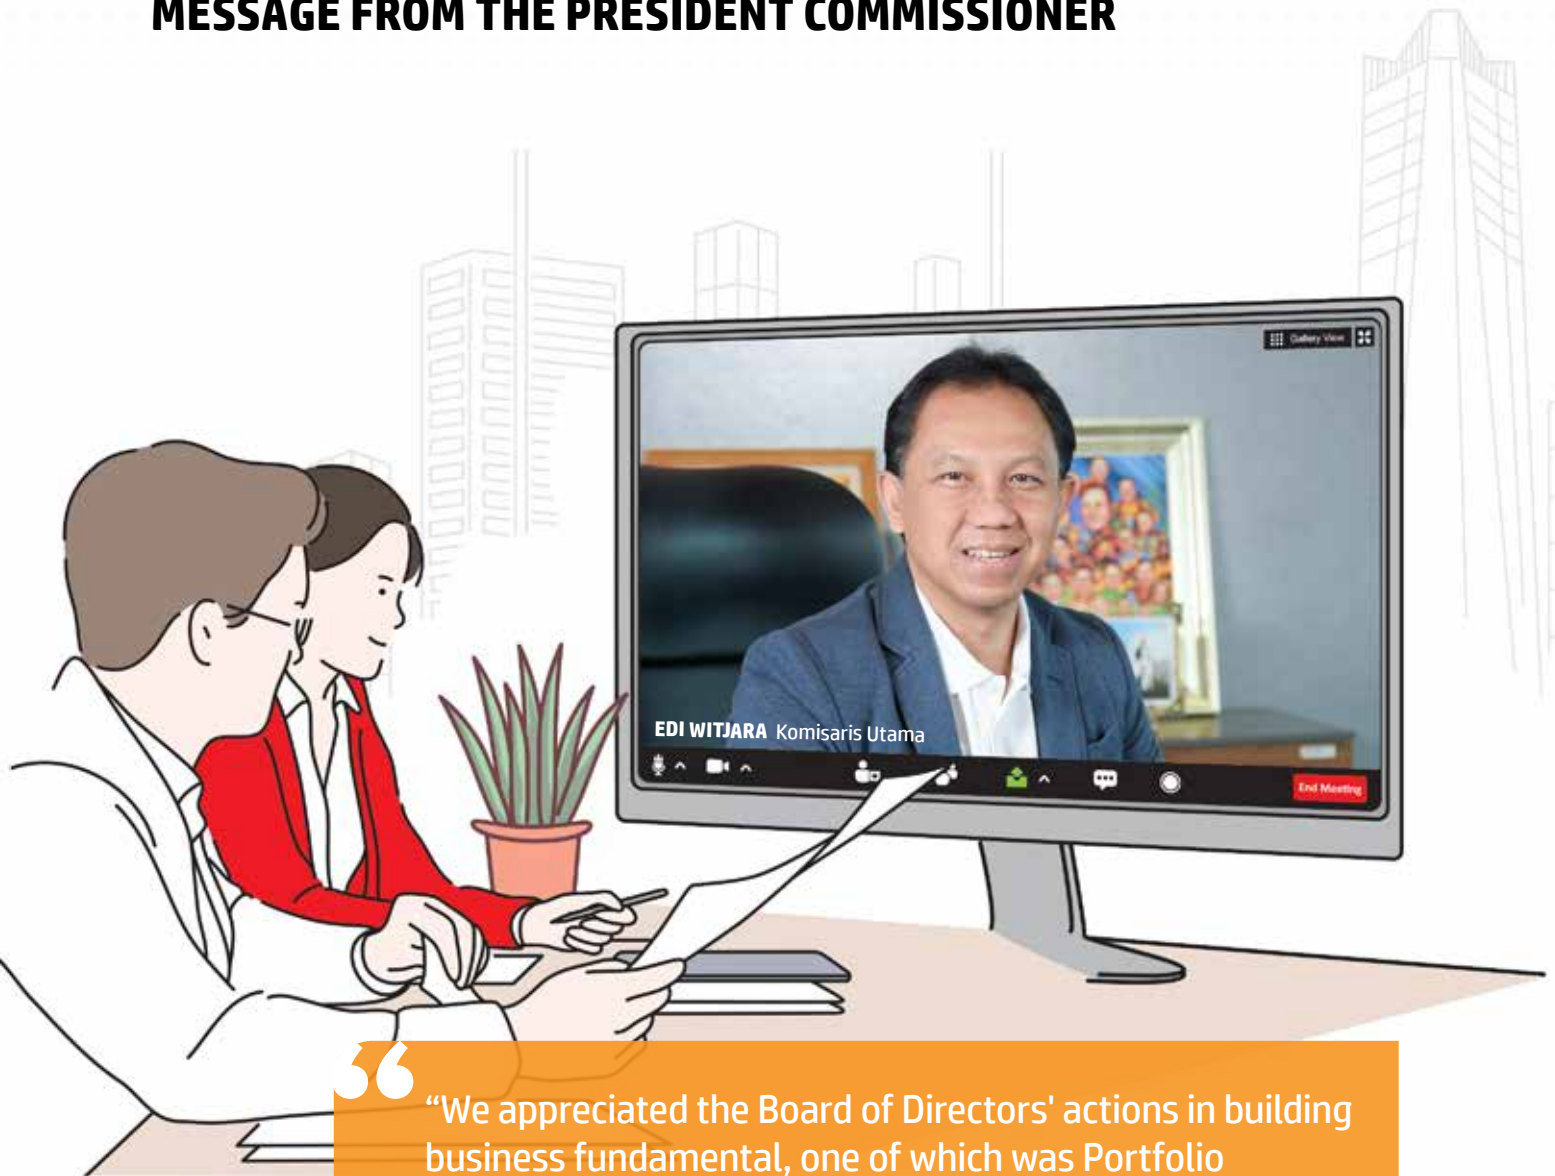 MESSAGE FROM THE PRESIDENT COMMISSIONER
Gallery View
EDI WITJARA Komisaris Utama
End Meeting
“We appreciated the Board of Directors' actions in building
business fundamental, one of which was Portfolio